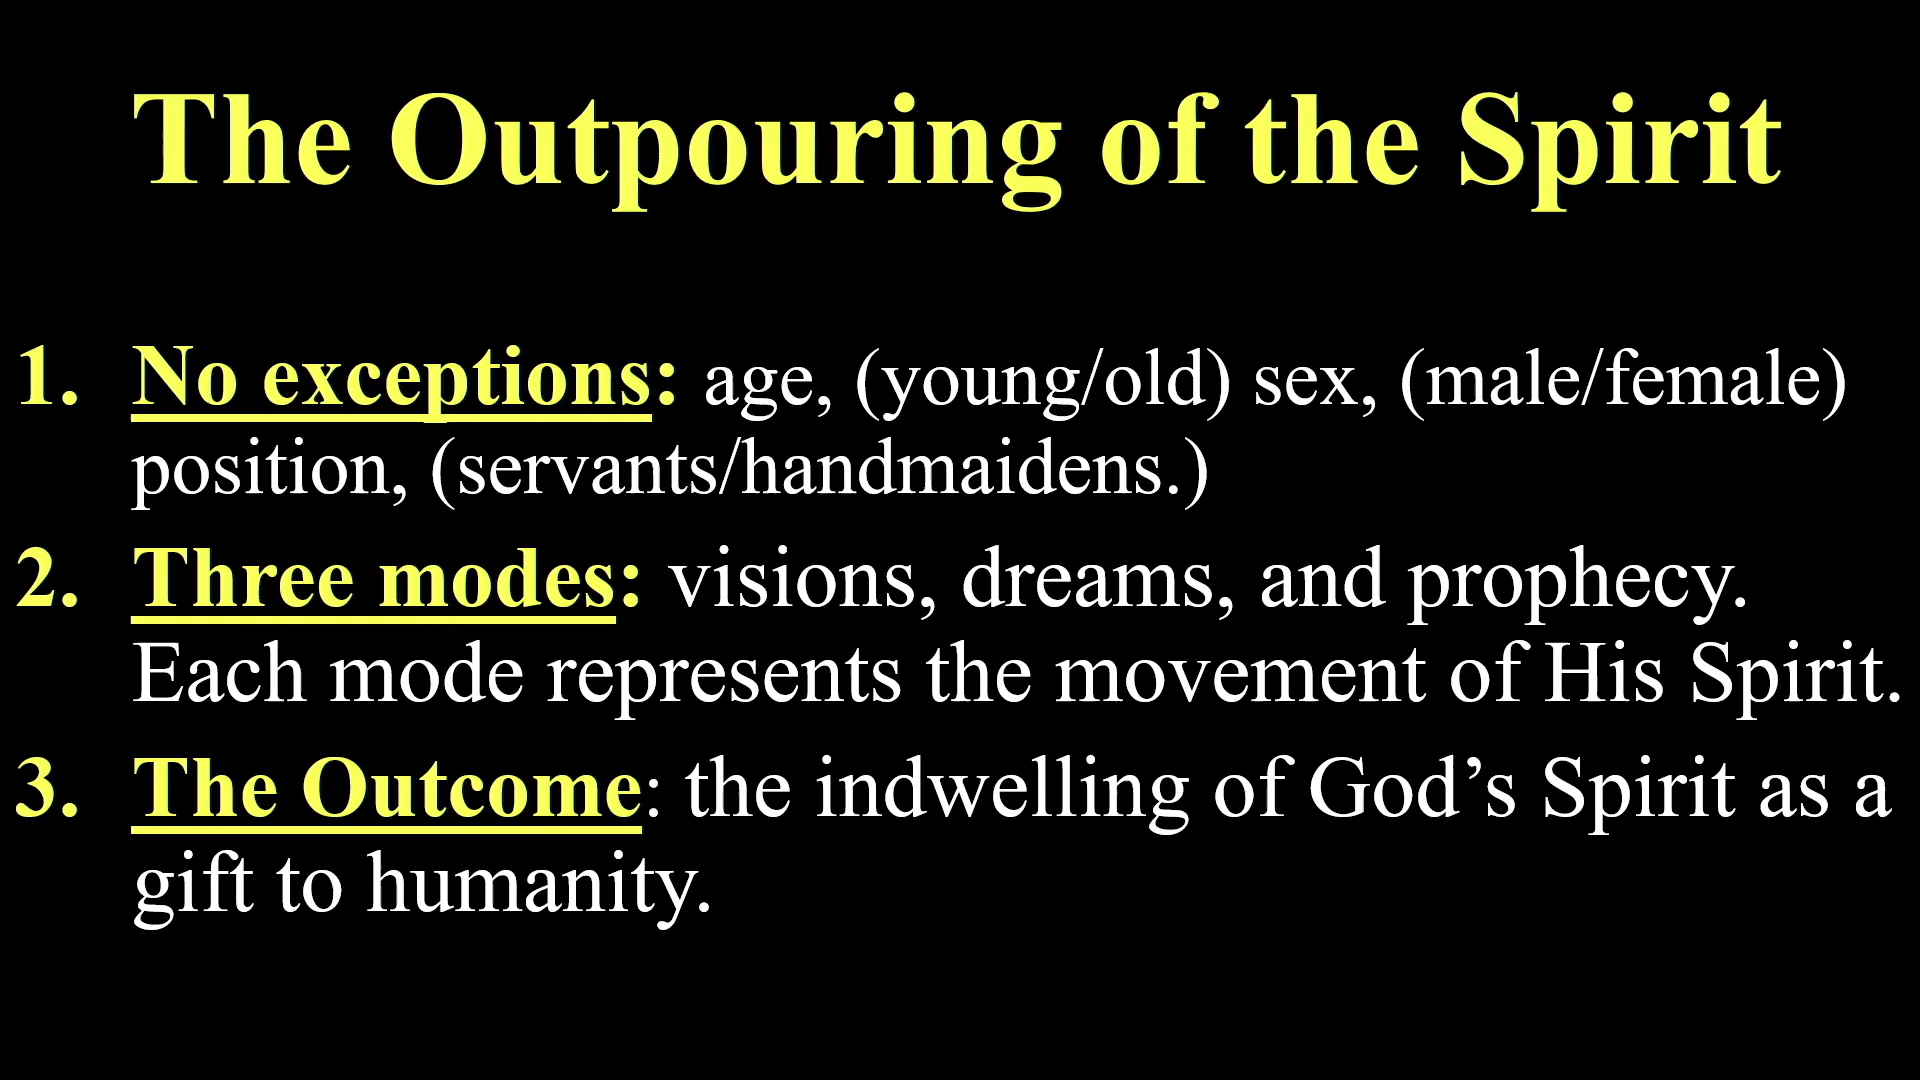 The Outpouring of the Spirit
1. No exceptions: age, (young/old) sex, (male/female)
position, (servants/handmaidens.)
2. Three modes: visions, dreams, and prophecy.
Each mode represents the movement of His Spirit.
3. The Outcome: the indwelling of God’s Spirit as a
gift to humanity.